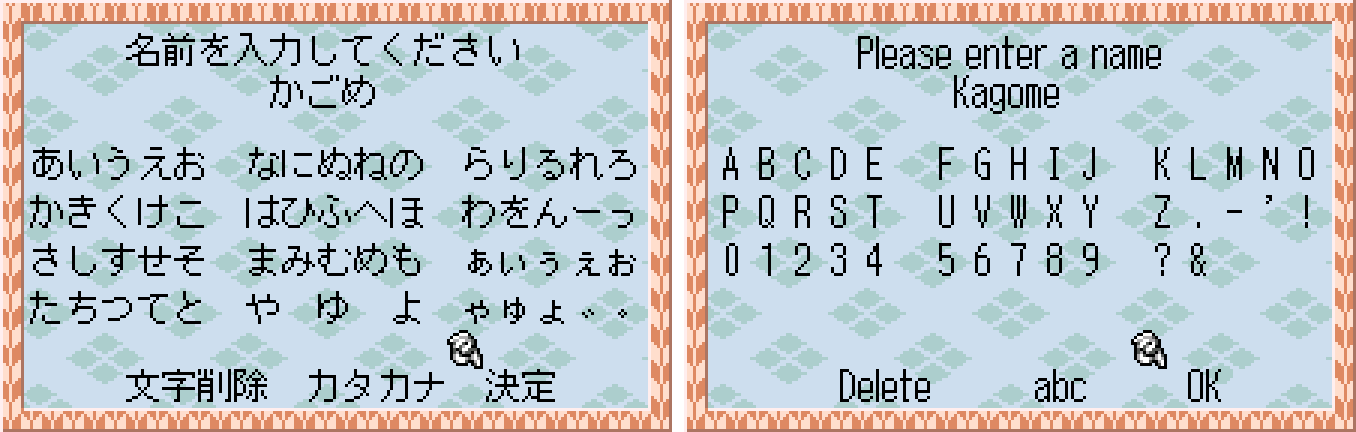 名前を入力してください
かごめ
あいうえお なにぬねの らりるれろ
かきくけこ はひふへほ わをんーっ
さしすせそ まみむめも ぁぃぅぇぉ
たちつてと や ゆ よ ゃゅょ゛゜
文字削除 カタカナ 決定
Please enter a name
Kagome
A B C D E F G H I J K L M N O
P Q R S T U V W X Y Z . - ' !
0 1 2 3 4 5 6 7 8 9 ? &
Delete abc OK